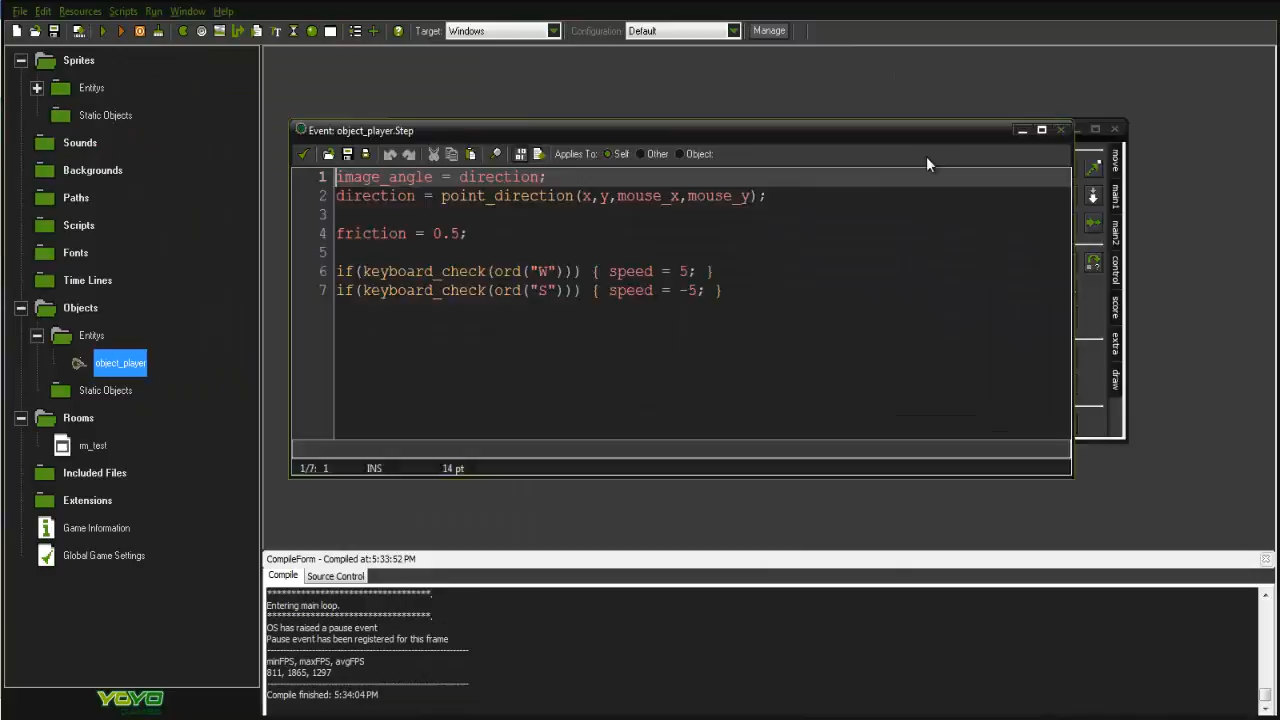 File Edit Resources Scripts Run Window Help
Target: Windows Configuration: Default Manage
Sprites
Entitys
Static Objects
Sounds
Backgrounds
Paths
Scripts
Fonts
Time Lines
Objects
Entitys
object_player
Static Objects
Rooms
rm_test
Included Files
Extensions
Game Information
Global Game Settings
YOYO
Event: object_player.Step
Applies To: Self Other Object:
1 image_angle = direction;
2 direction = point_direction(x,y,mouse_x,mouse_y);
3
4 friction = 0.5;
5
6 if(keyboard_check(ord("W"))) { speed = 5; }
7 if(keyboard_check(ord("S"))) { speed = -5; }
1/7: 1 INS 14 pt
move
main1
main2
control
score
extra
draw
CompileForm - Compiled at:5:33:52 PM
Compile Source Control
***********************************.
Entering main loop.
***********************************.
OS has raised a pause event
Pause event has been registered for this frame
--------------------------------------------------
minFPS, maxFPS, avgFPS
811, 1865, 1297
--------------------------------------------------
Compile finished: 5:34:04 PM